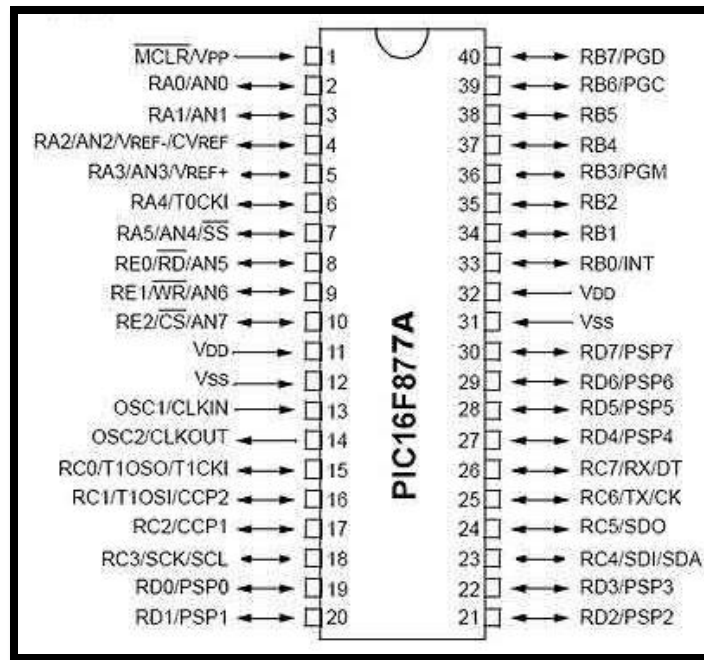 MCLR/VPP 1 40 RB7/PGD
RA0/AN0 2 39 RB6/PGC
RA1/AN1 3 38 RB5
RA2/AN2/VREF-/CVREF 4 37 RB4
RA3/AN3/VREF+ 5 36 RB3/PGM
RA4/T0CKI 6 35 RB2
RA5/AN4/SS 7 34 RB1
RE0/RD/AN5 8 33 RB0/INT
RE1/WR/AN6 9 32 VDD
RE2/CS/AN7 10 31 VSS
VDD 11 30 RD7/PSP7
VSS 12 29 RD6/PSP6
OSC1/CLKIN 13 28 RD5/PSP5
OSC2/CLKOUT 14 27 RD4/PSP4
RC0/T1OSO/T1CKI 15 26 RC7/RX/DT
RC1/T1OSI/CCP2 16 25 RC6/TX/CK
RC2/CCP1 17 24 RC5/SDO
RC3/SCK/SCL 18 23 RC4/SDI/SDA
RD0/PSP0 19 22 RD3/PSP3
RD1/PSP1 20 21 RD2/PSP2
PIC16F877A